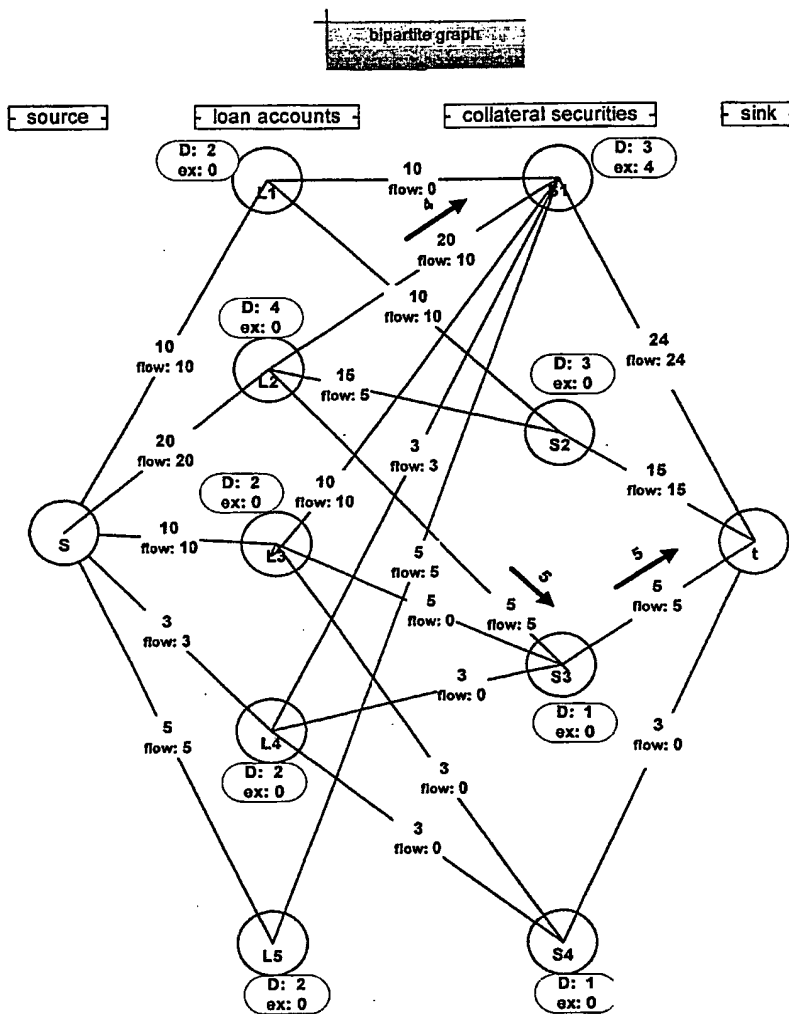 bipartite graph
source
loan accounts
collateral securities
sink
D: 2
ex: 0
L1
10
flow: 0
D: 3
ex: 4
S1
4
20
flow: 10
10
flow: 10
D: 4
ex: 0
L2
10
flow: 10
24
flow: 24
15
flow: 5
D: 3
ex: 0
S2
20
flow: 20
3
flow: 3
15
flow: 15
D: 2
ex: 0
10
flow: 10
S
10
flow: 10
L3
5
flow: 5
t
5
5
5
flow: 0
5
flow: 5
5
flow: 5
3
flow: 3
S3
3
flow: 0
D: 1
ex: 0
5
flow: 5
L4
D: 2
ex: 0
3
flow: 0
3
flow: 0
3
flow: 0
L5
D: 2
ex: 0
S4
D: 1
ex: 0